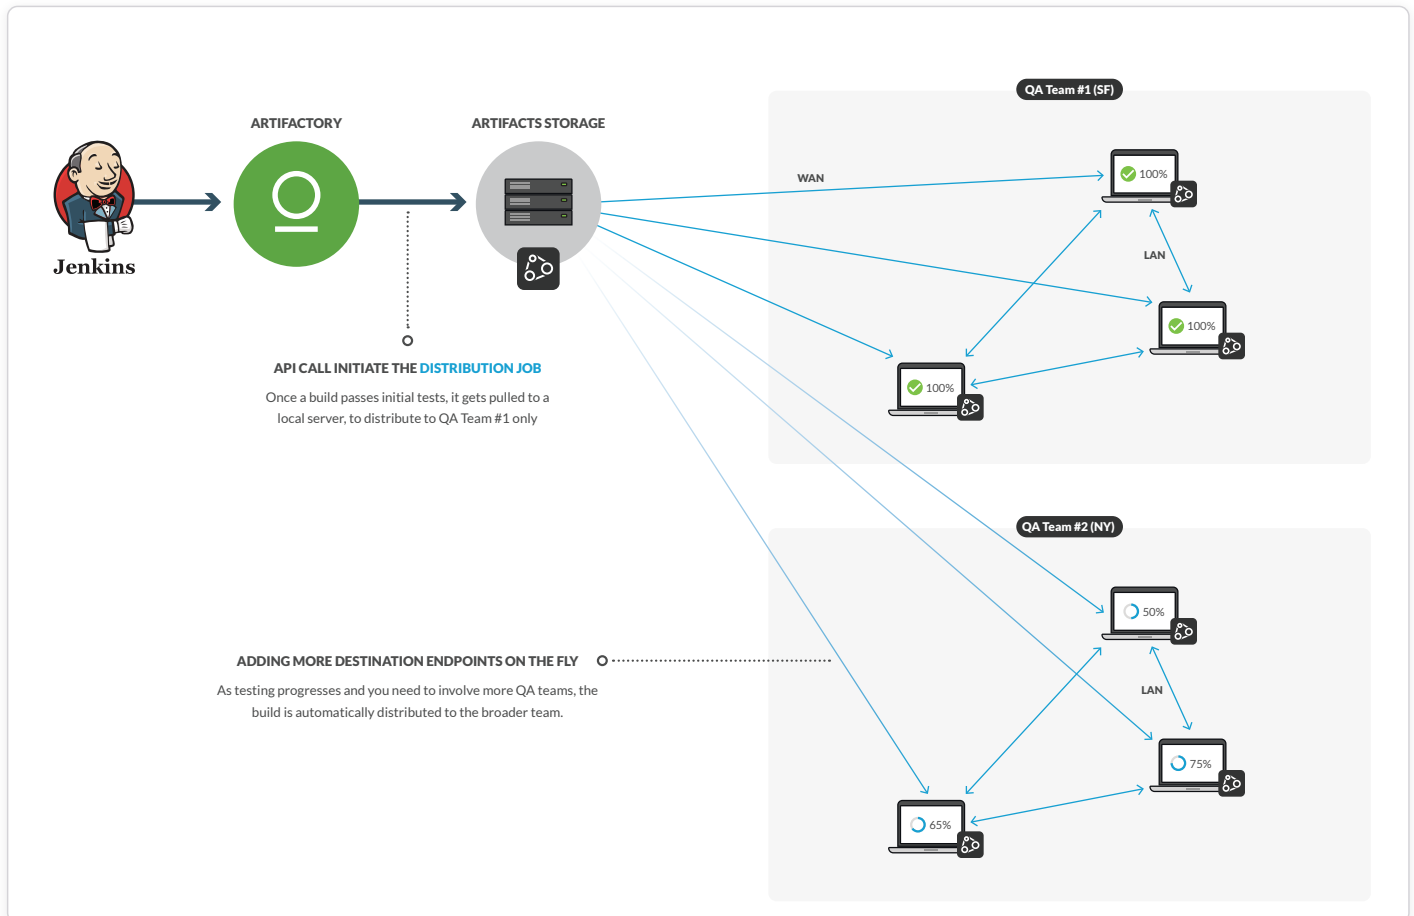 QA Team #1 (SF)
ARTIFACTORY
ARTIFACTS STORAGE
Jenkins
WAN
100%
LAN
100%
100%
API CALL INITIATE THE DISTRIBUTION JOB
Once a build passes initial tests, it gets pulled to a
local server, to distribute to QA Team #1 only
QA Team #2 (NY)
50%
LAN
75%
65%
ADDING MORE DESTINATION ENDPOINTS ON THE FLY
As testing progresses and you need to involve more QA teams, the
build is automatically distributed to the broader team.